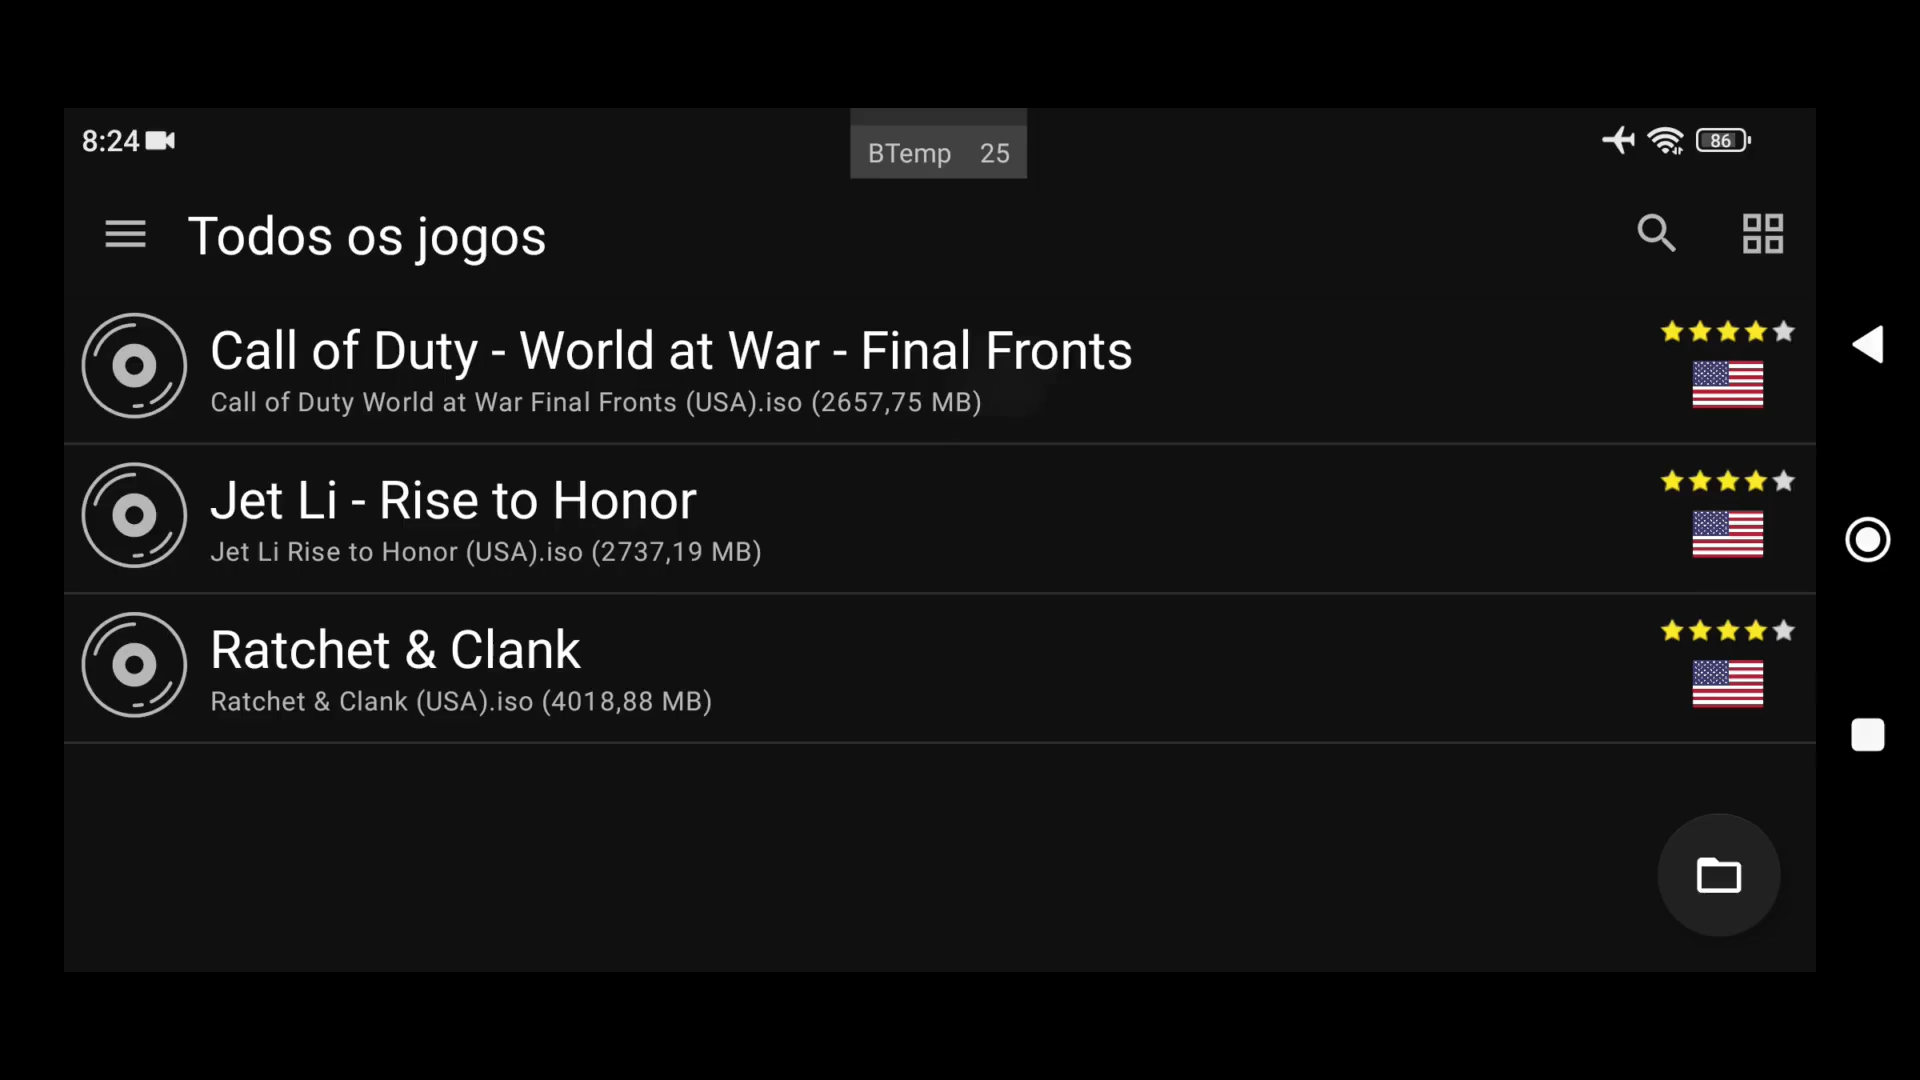 8:24
BTemp 25
86
Todos os jogos
Call of Duty - World at War - Final Fronts
Call of Duty World at War Final Fronts (USA).iso (2657,75 MB)
Jet Li - Rise to Honor
Jet Li Rise to Honor (USA).iso (2737,19 MB)
Ratchet & Clank
Ratchet & Clank (USA).iso (4018,88 MB)